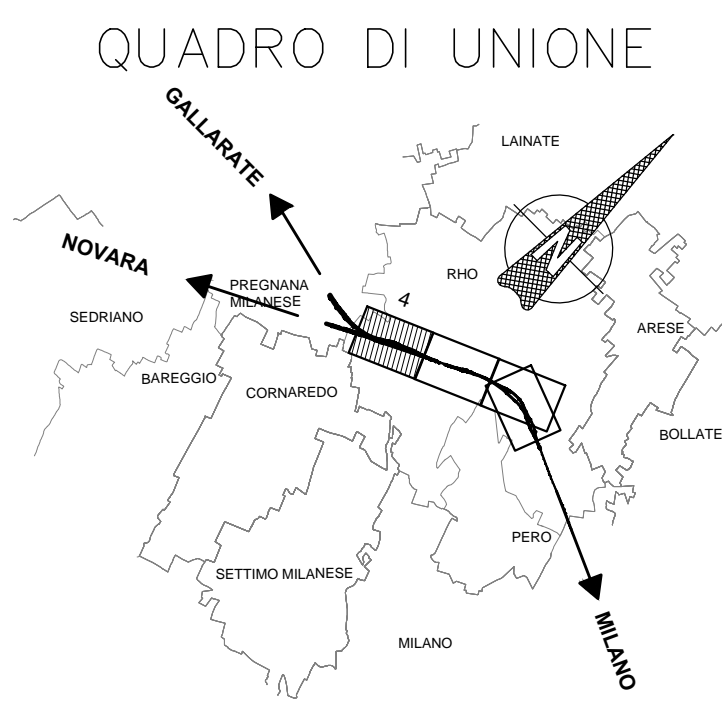 QUADRO DI UNIONE
GALLARATE
LAINATE
NOVARA
RHO
N
PREGNANA
MILANESE
4
SEDRIANO
ARESE
BAREGGIO
CORNAREDO
BOLLATE
PERO
SETTIMO MILANESE
MILANO
MILANO